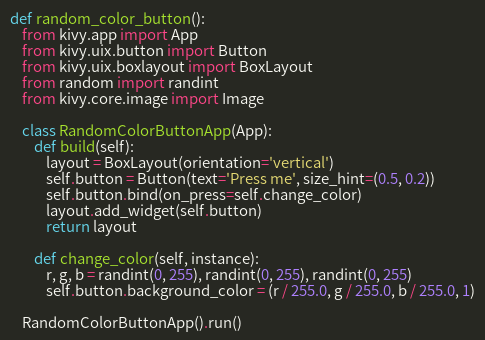 def random_color_button():
    from kivy.app import App
    from kivy.uix.button import Button
    from kivy.uix.boxlayout import BoxLayout
    from random import randint
    from kivy.core.image import Image

    class RandomColorButtonApp(App):
        def build(self):
            layout = BoxLayout(orientation='vertical')
            self.button = Button(text='Press me', size_hint=(0.5, 0.2))
            self.button.bind(on_press=self.change_color)
            layout.add_widget(self.button)
            return layout

        def change_color(self, instance):
            r, g, b = randint(0, 255), randint(0, 255), randint(0, 255)
            self.button.background_color = (r / 255.0, g / 255.0, b / 255.0, 1)

    RandomColorButtonApp().run()